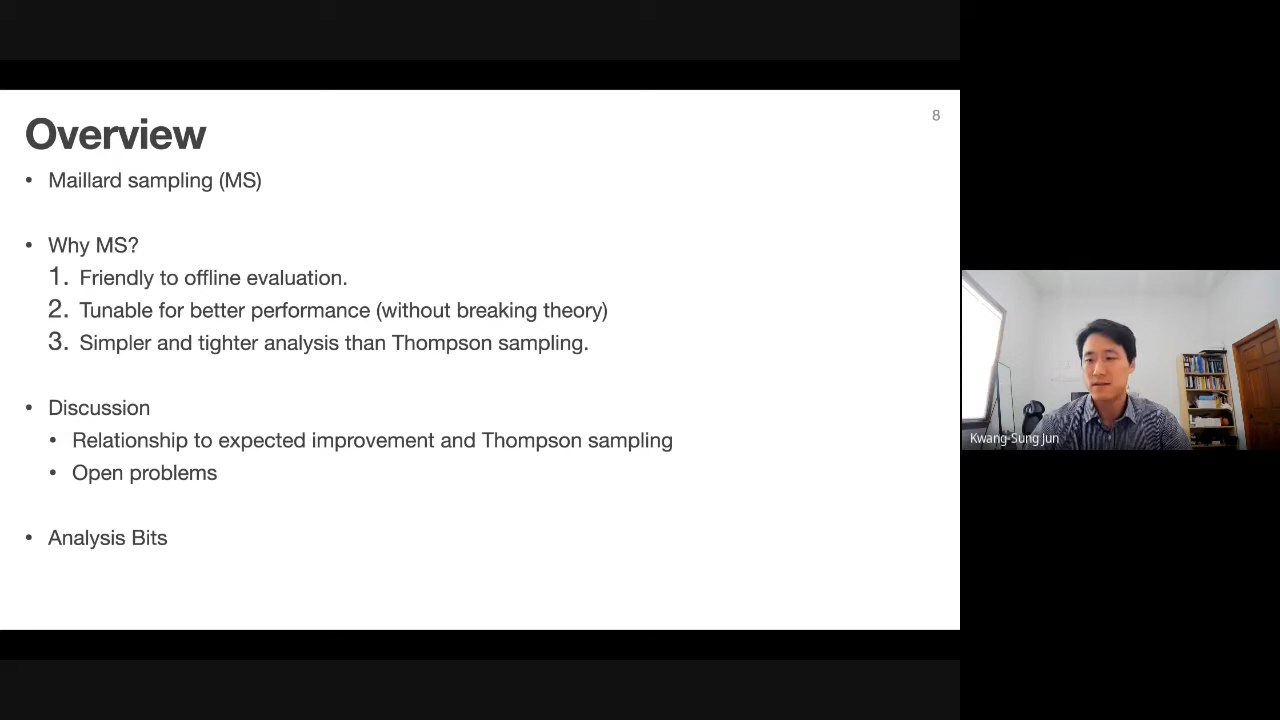 Overview
8
• Maillard sampling (MS)
• Why MS?
1. Friendly to offline evaluation.
2. Tunable for better performance (without breaking theory)
3. Simpler and tighter analysis than Thompson sampling.
• Discussion
• Relationship to expected improvement and Thompson sampling
• Open problems
• Analysis Bits
Kwang-Sung Jun